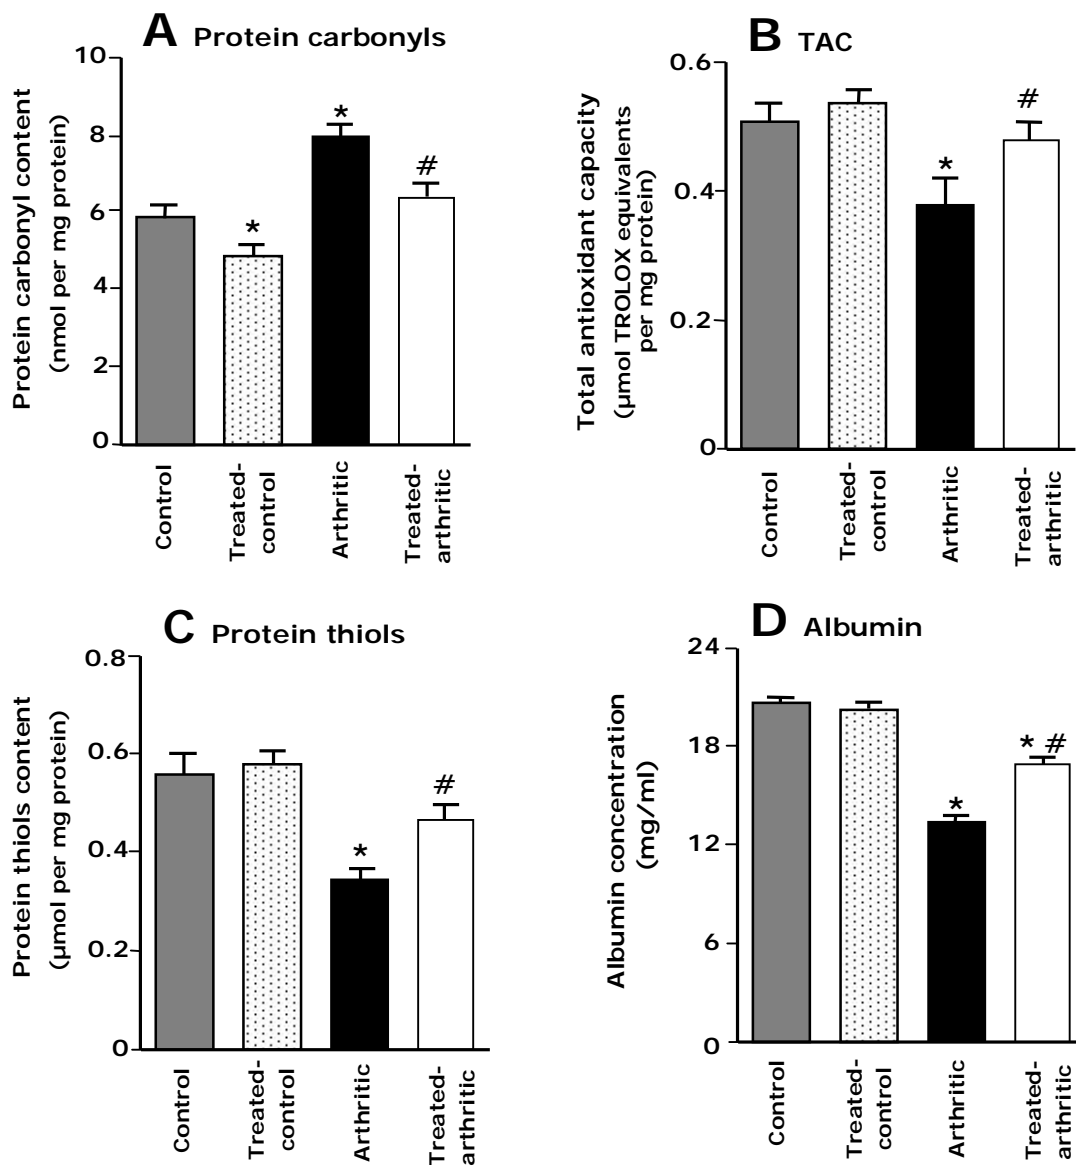 A Protein carbonyls
Protein carbonyl content
(nmol per mg protein)
10
8
6
4
2
0
*
*
#
Control
Treated-
control
Arthritic
Treated-
arthritic
B TAC
Total antioxidant capacity
(µmol TROLOX equivalents
per mg protein)
0.6
0.4
0.2
0
*
#
Control
Treated-
control
Arthritic
Treated-
arthritic
C Protein thiols
Protein thiols content
(µmol per mg protein)
0.8
0.6
0.4
0.2
0
*
#
Control
Treated-
control
Arthritic
Treated-
arthritic
D Albumin
Albumin concentration
(mg/ml)
24
18
12
6
0
*
* #
Control
Treated-
control
Arthritic
Treated-
arthritic